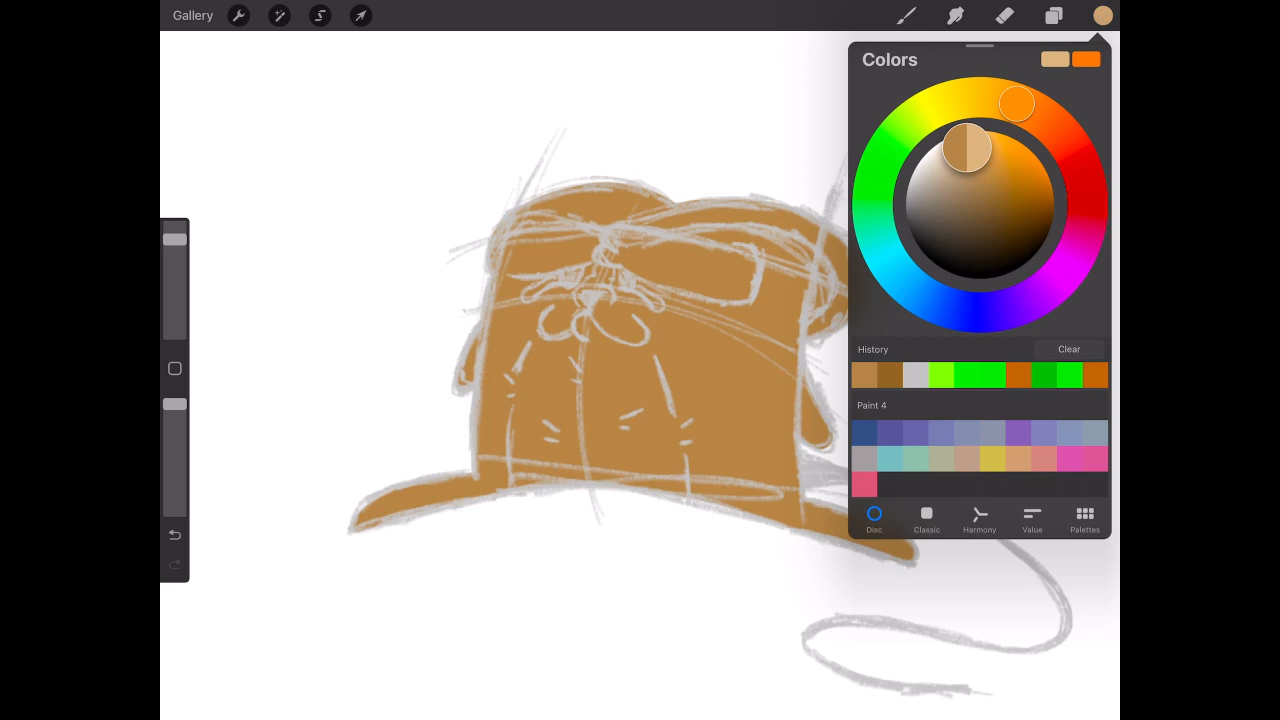 Gallery
Colors
History
Clear
Paint 4
Disc
Classic
Harmony
Value
Palettes